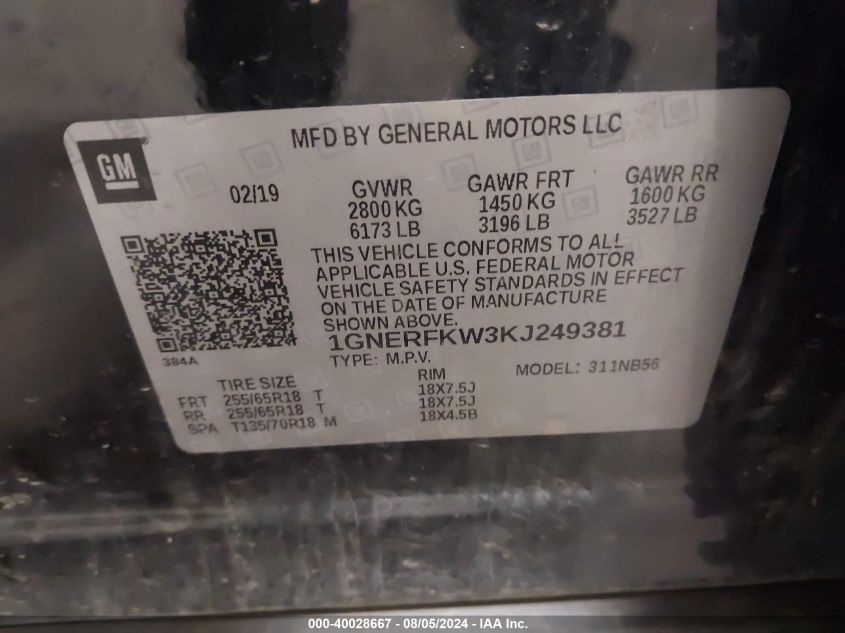 MFD BY GENERAL MOTORS LLC
GM
02/19
GVWR GAWR FRT GAWR RR
2800 KG 1450 KG 1600 KG
6173 LB 3196 LB 3527 LB
THIS VEHICLE CONFORMS TO ALL
APPLICABLE U.S. FEDERAL MOTOR
VEHICLE SAFETY STANDARDS IN EFFECT
ON THE DATE OF MANUFACTURE
SHOWN ABOVE.
1GNERFKW3KJ249381
384A
TYPE: M.P.V. MODEL: 311NB56
TIRE SIZE RIM
FRT 255/65R18 T 18X7.5J
RR 255/65R18 T 18X7.5J
SPA T135/70R18 M 18X4.5B
000-40028667 - 08/05/2024 - IAA Inc.